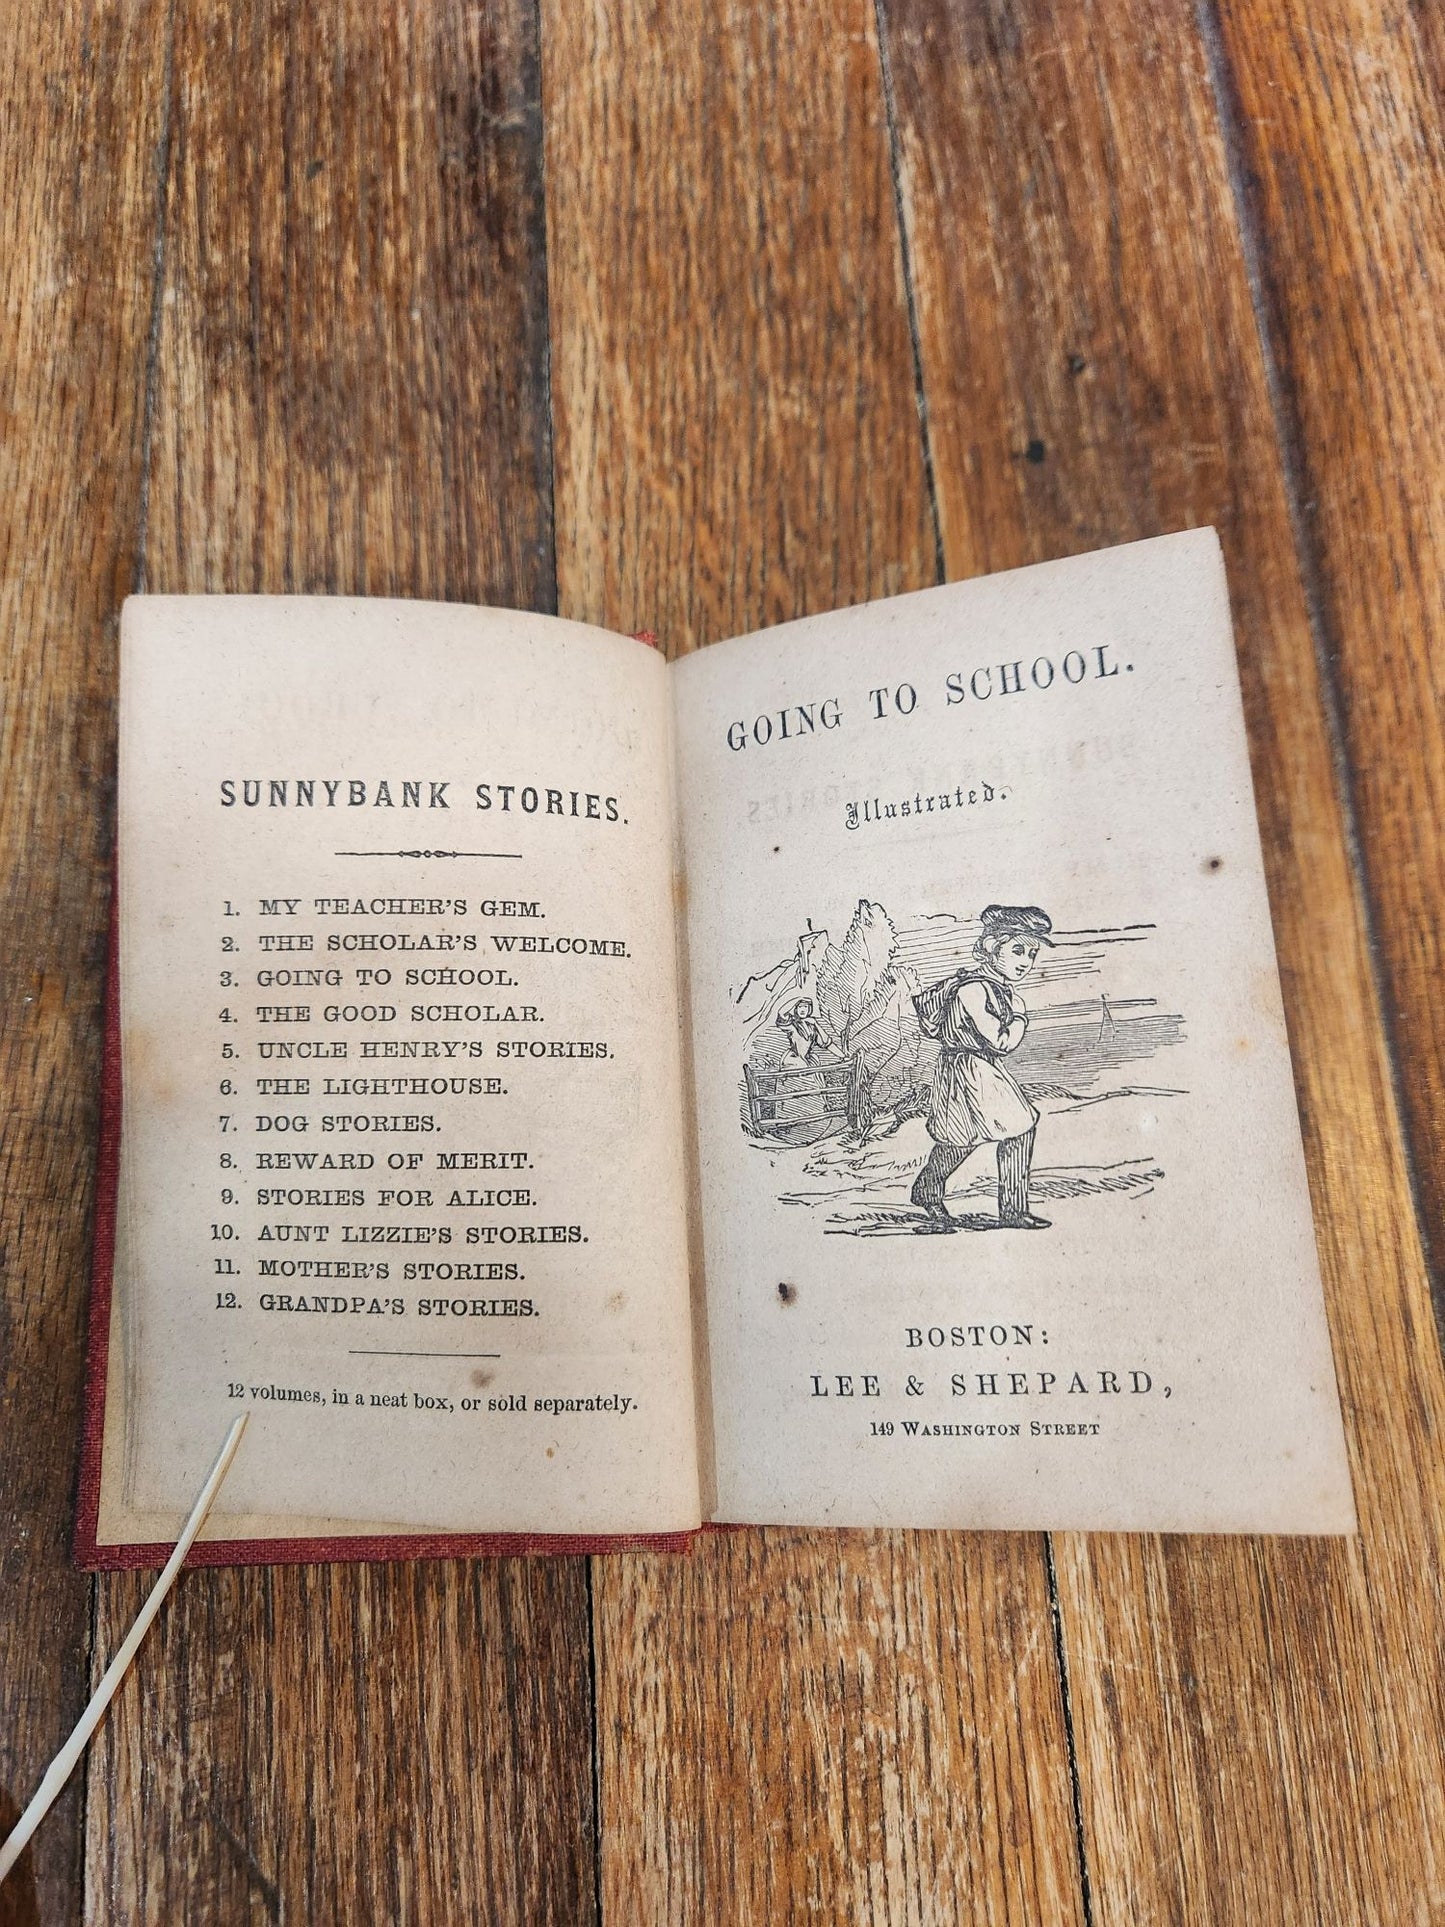 SUNNYBANK STORIES.
1. MY TEACHER'S GEM.
2. THE SCHOLAR'S WELCOME.
3. GOING TO SCHOOL.
4. THE GOOD SCHOLAR.
5. UNCLE HENRY'S STORIES.
6. THE LIGHTHOUSE.
7. DOG STORIES.
8. REWARD OF MERIT.
9. STORIES FOR ALICE.
10. AUNT LIZZIE'S STORIES.
11. MOTHER'S STORIES.
12. GRANDPA'S STORIES.
12 volumes, in a neat box, or sold separately.
GOING TO SCHOOL.
Illustrated.
BOSTON:
LEE & SHEPARD,
149 WASHINGTON STREET